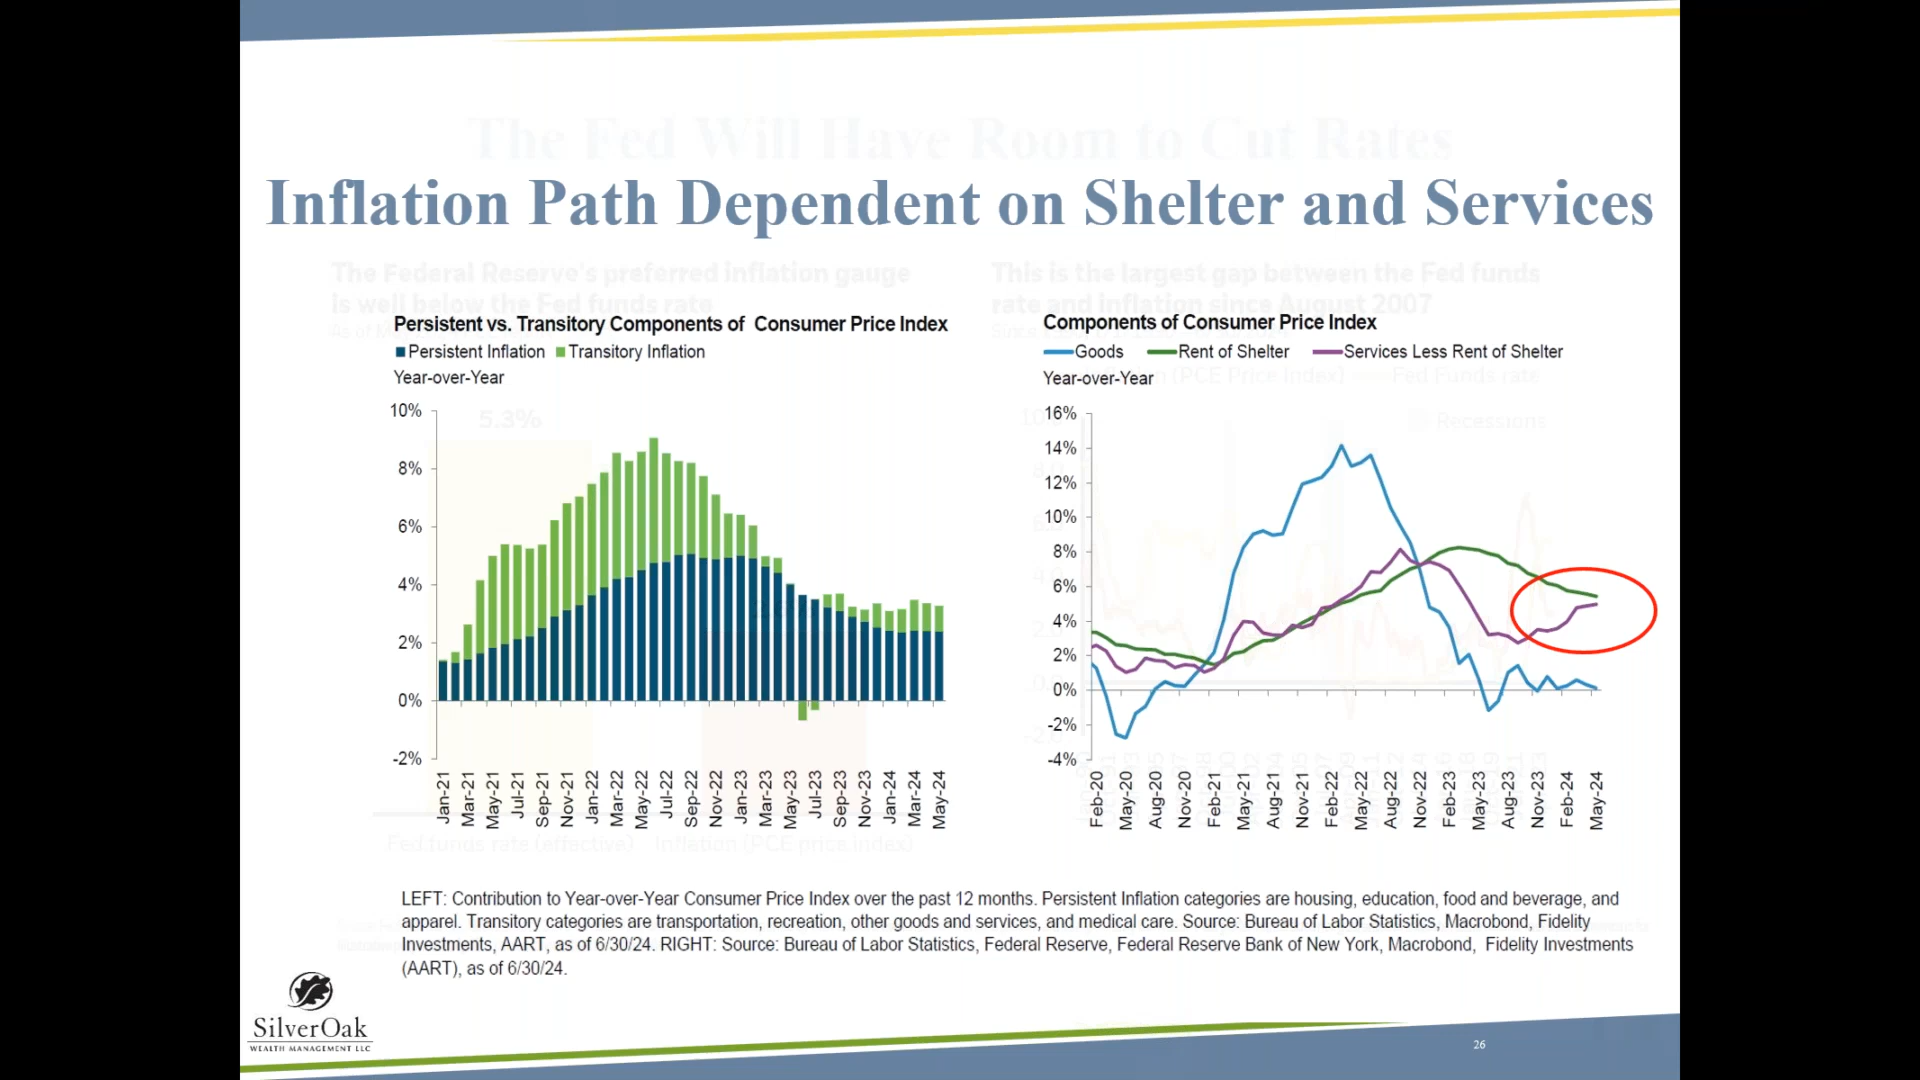 The Fed Will Have Room to Cut Rates
Inflation Path Dependent on Shelter and Services
The Federal Reserve's preferred inflation gauge
is well below the Fed funds rate
This is the largest gap between the Fed funds
rate and inflation since August 2007
Persistent vs. Transitory Components of Consumer Price Index
Persistent Inflation Transitory Inflation
Year-over-Year
5.3%
10%
8%
6%
4%
2%
0%
-2%
Jan-21 Mar-21 May-21 Jul-21 Sep-21 Nov-21 Jan-22 Mar-22 May-22 Jul-22 Sep-22 Nov-22 Jan-23 Mar-23 May-23 Jul-23 Sep-23 Nov-23 Jan-24 Mar-24 May-24
Fed funds rate (effective) Inflation (PCE price index)
Components of Consumer Price Index
Goods Rent of Shelter Services Less Rent of Shelter
Year-over-Year
(PCE Price Index) Fed Funds rate
Recessions
16%
14%
12%
10%
8%
6%
4%
2%
0%
-2%
-4%
Feb-20 May-20 Aug-20 Nov-20 Feb-21 May-21 Aug-21 Nov-21 Feb-22 May-22 Aug-22 Nov-22 Feb-23 May-23 Aug-23 Nov-23 Feb-24 May-24
LEFT: Contribution to Year-over-Year Consumer Price Index over the past 12 months. Persistent Inflation categories are housing, education, food and beverage, and
apparel. Transitory categories are transportation, recreation, other goods and services, and medical care. Source: Bureau of Labor Statistics, Macrobond, Fidelity
Investments, AART, as of 6/30/24. RIGHT: Source: Bureau of Labor Statistics, Federal Reserve, Federal Reserve Bank of New York, Macrobond, Fidelity Investments
(AART), as of 6/30/24.
SilverOak
WEALTH MANAGEMENT LLC
26